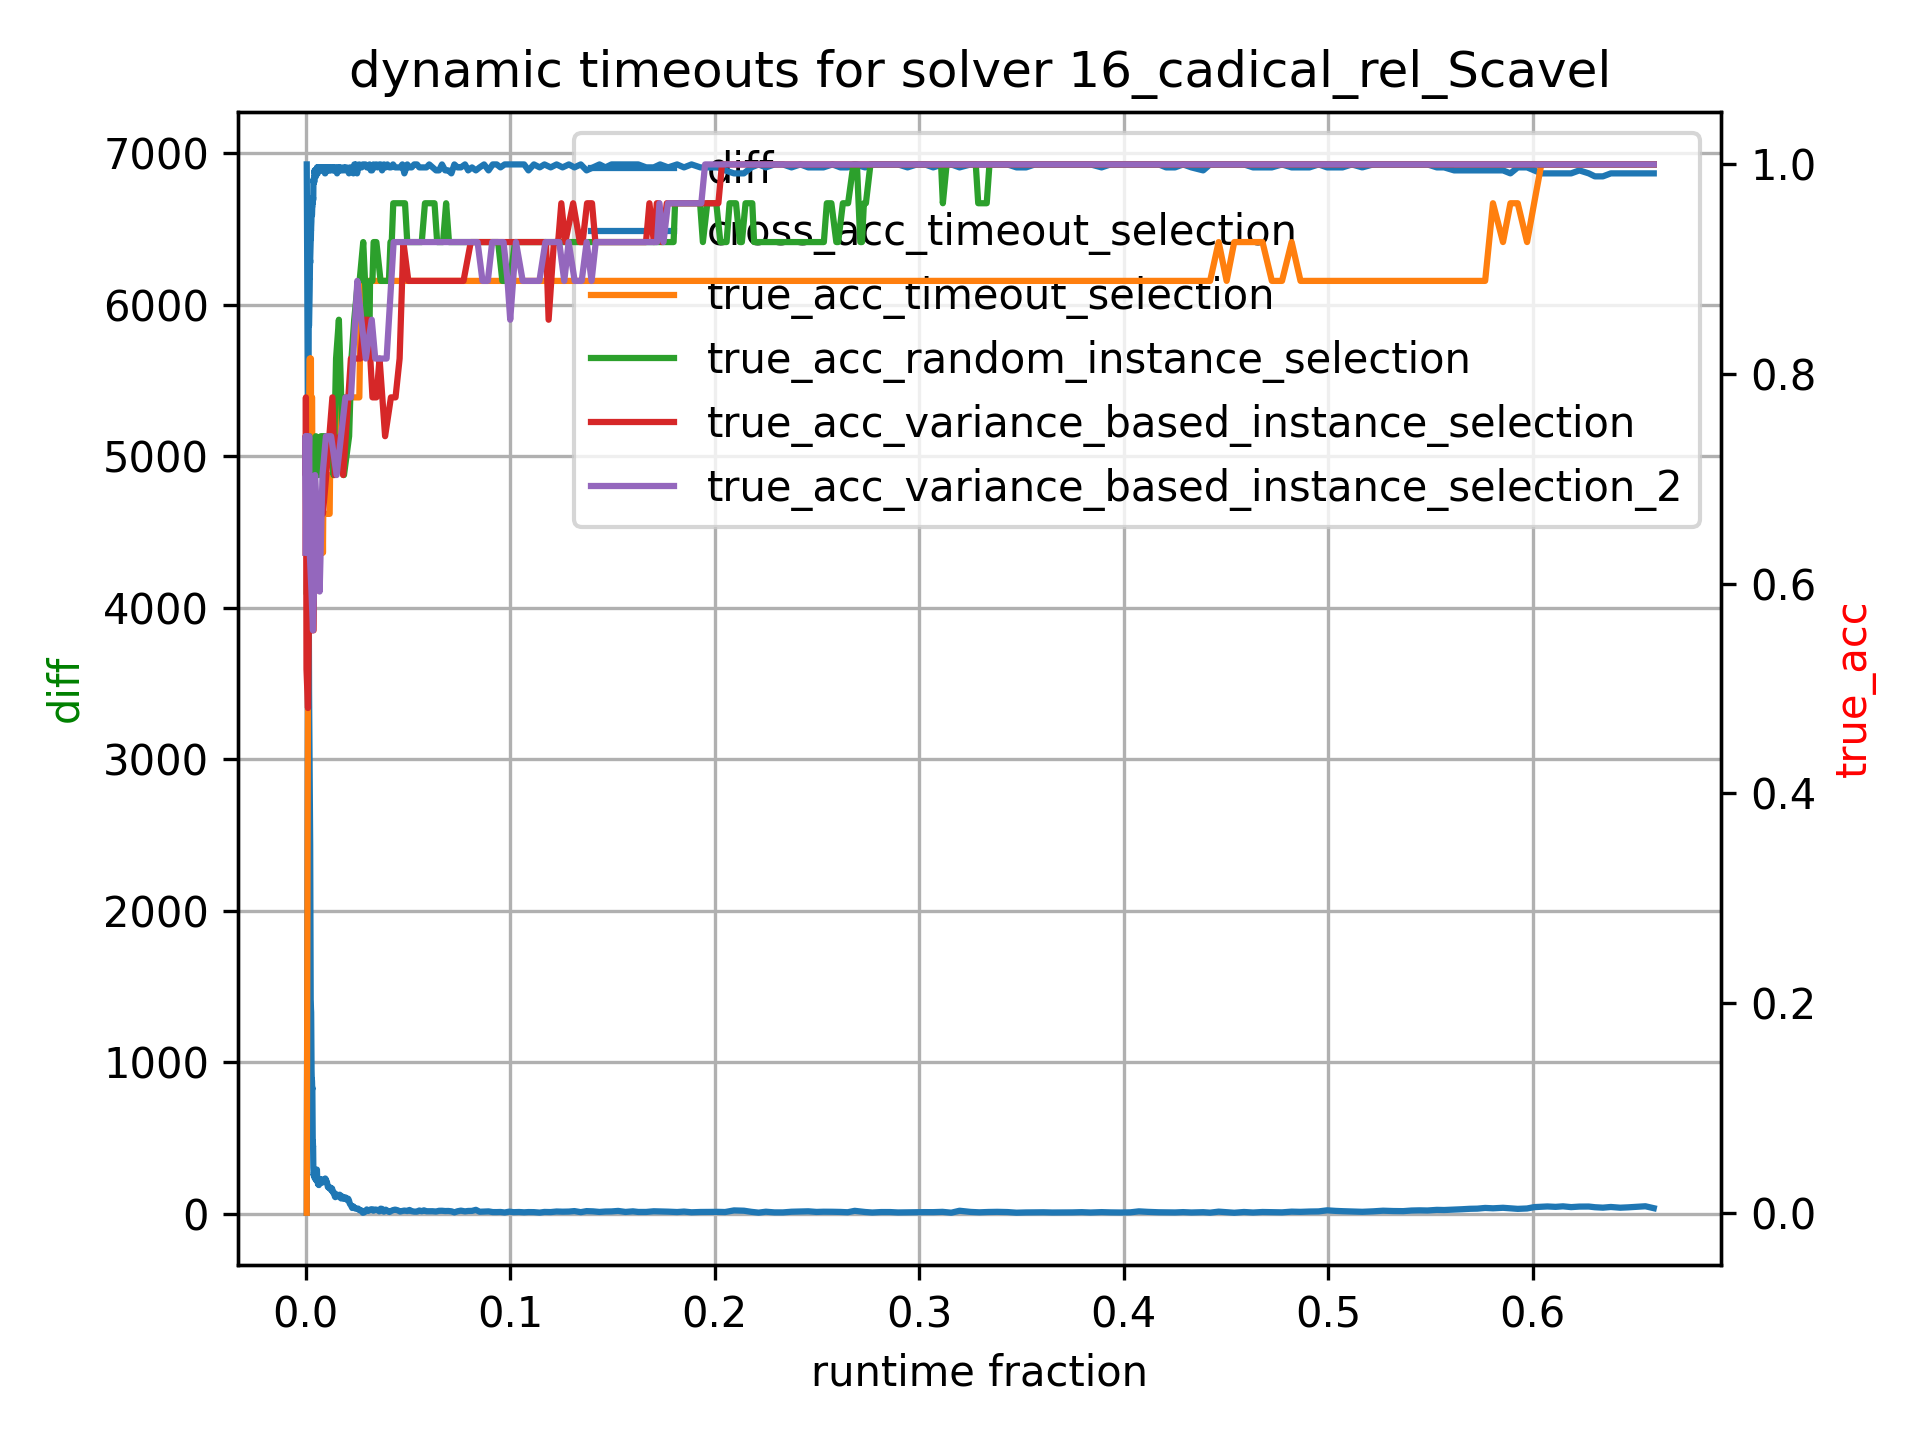 dynamic timeouts for solver 16_cadical_rel_Scavel
7000
6000
5000
4000
3000
2000
1000
0
diff
1.0
0.8
0.6
0.4
0.2
0.0
true_acc
diff
cross_acc_timeout_selection
true_acc_timeout_selection
true_acc_random_instance_selection
true_acc_variance_based_instance_selection
true_acc_variance_based_instance_selection_2
0.0 0.1 0.2 0.3 0.4 0.5 0.6
runtime fraction